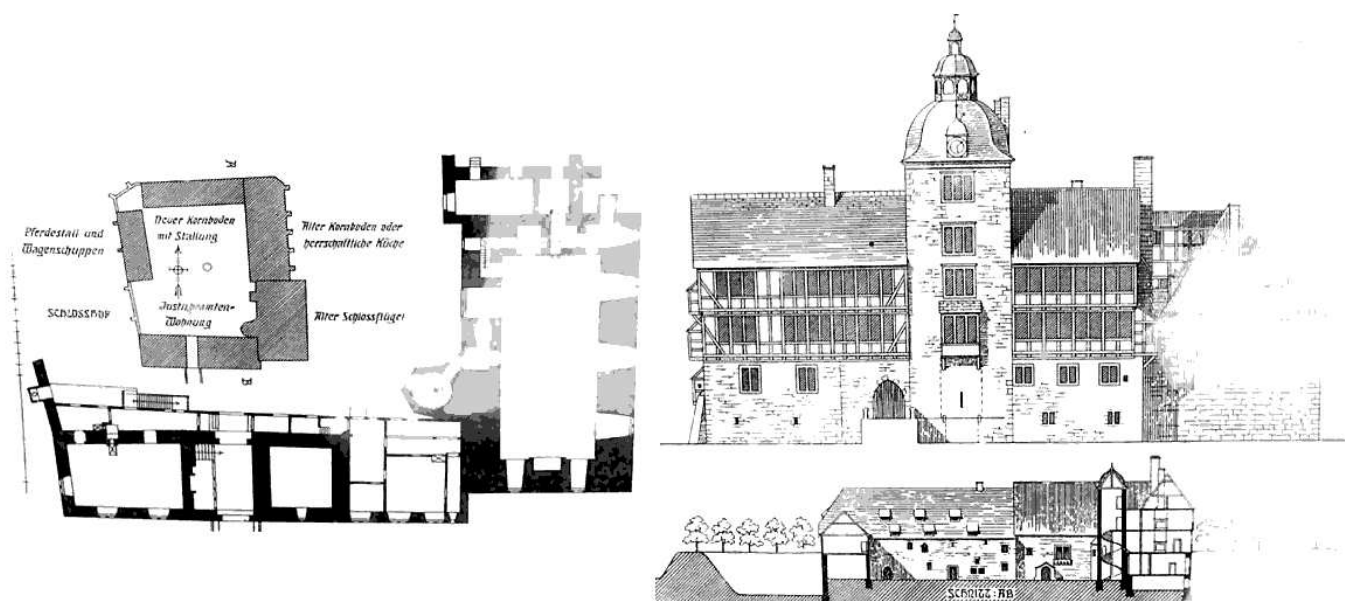 A
Neuer Kornboden
mit Stallung
Pferdestall und
Wagenschuppen
Alter Kornboden oder
herrschaftliche Küche
SCHLOSSHOF
Justizbeamten-
Wohnung
Alter Schlossflügel
B
SCHNITT: AB